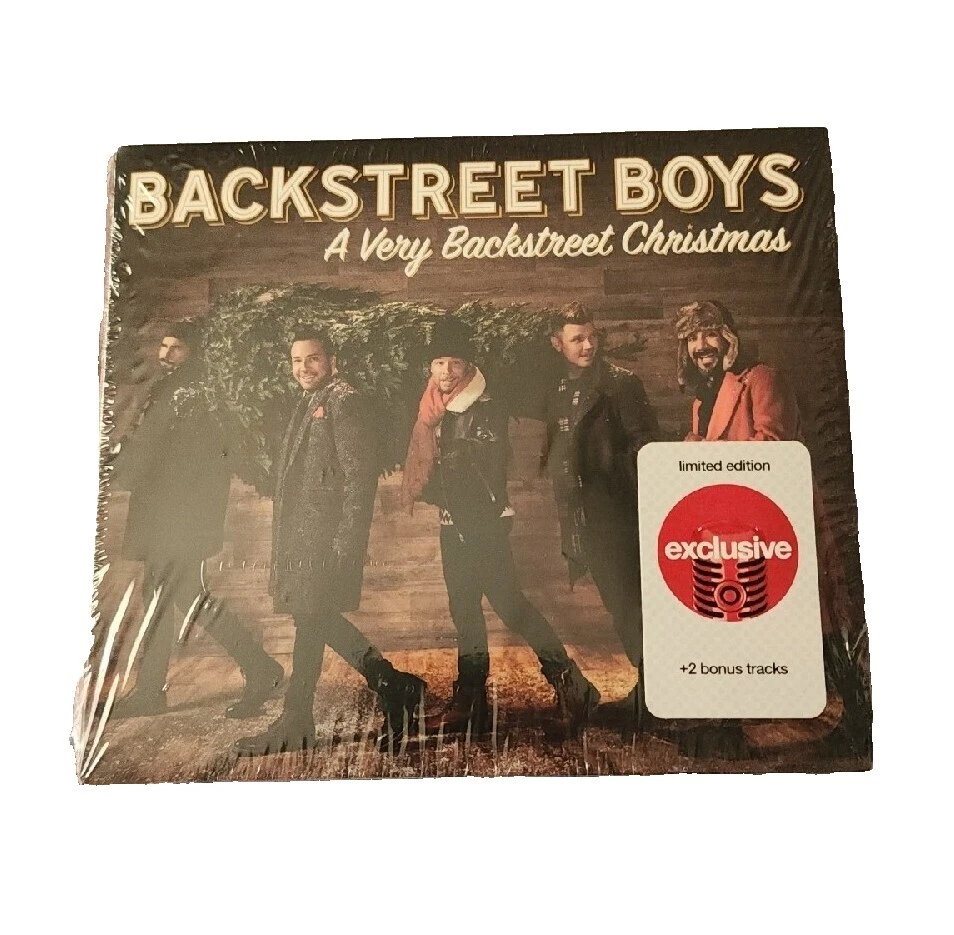 BACKSTREET BOYS
A Very Backstreet Christmas
limited edition
exclusive
+2 bonus tracks